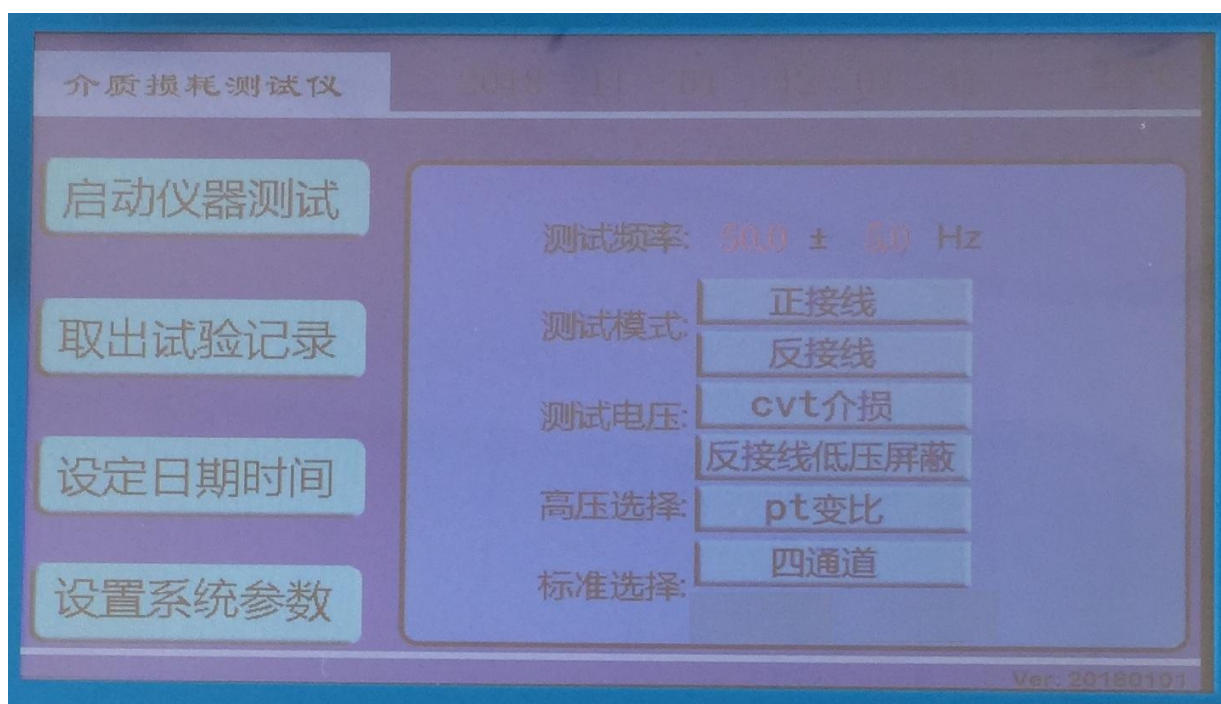 介质损耗测试仪
启动仪器测试
取出试验记录
设定日期时间
设置系统参数
测试频率: 50.0 ± 5.0 Hz
测试模式:
正接线
反接线
测试电压:
cvt介损
反接线低压屏蔽
高压选择:
pt变比
四通道
标准选择:
Ver: 20180101